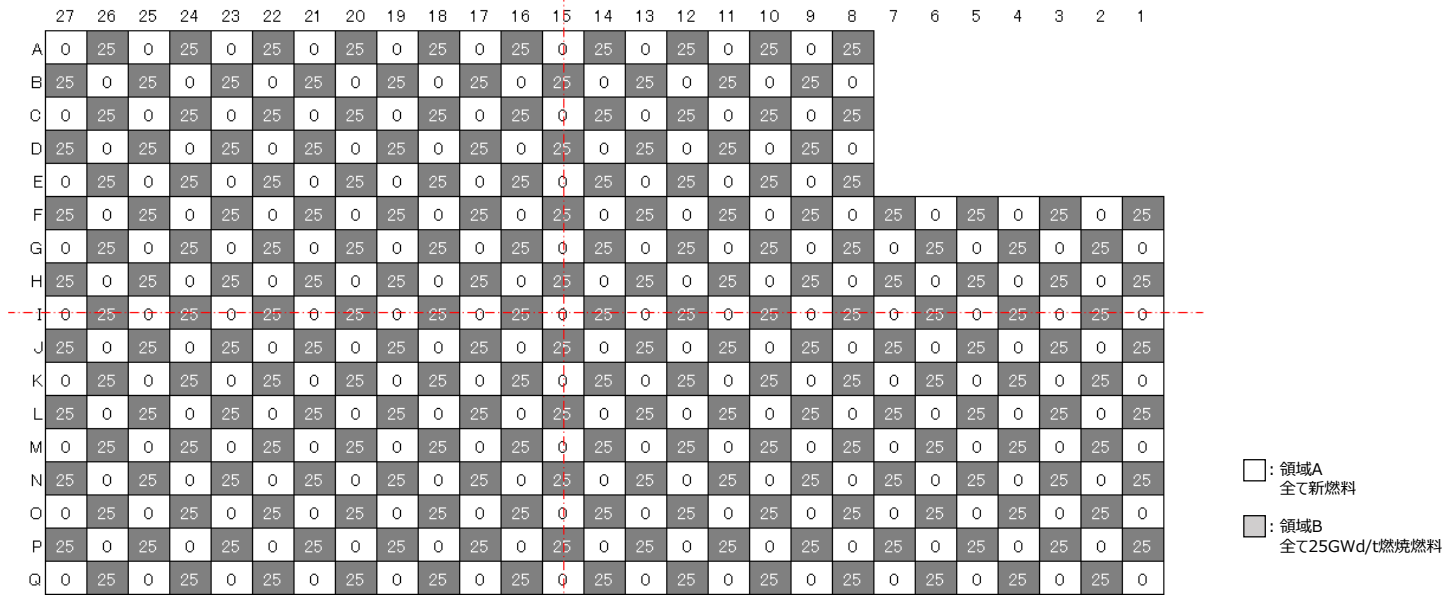 27 26 25 24 23 22 21 20 19 18 17 16 15 14 13 12 11 10 9 8 7 6 5 4 3 2 1
A 0 25 0 25 0 25 0 25 0 25 0 25 0 25 0 25 0 25 0 25
B 25 0 25 0 25 0 25 0 25 0 25 0 25 0 25 0 25 0 25 0
C 0 25 0 25 0 25 0 25 0 25 0 25 0 25 0 25 0 25 0 25
D 25 0 25 0 25 0 25 0 25 0 25 0 25 0 25 0 25 0 25 0
E 0 25 0 25 0 25 0 25 0 25 0 25 0 25 0 25 0 25 0 25
F 25 0 25 0 25 0 25 0 25 0 25 0 25 0 25 0 25 0 25 0 25 0 25 0 25 0 25
G 0 25 0 25 0 25 0 25 0 25 0 25 0 25 0 25 0 25 0 25 0 25 0 25 0 25 0
H 25 0 25 0 25 0 25 0 25 0 25 0 25 0 25 0 25 0 25 0 25 0 25 0 25 0 25
I 0 25 0 25 0 25 0 25 0 25 0 25 0 25 0 25 0 25 0 25 0 25 0 25 0 25 0
J 25 0 25 0 25 0 25 0 25 0 25 0 25 0 25 0 25 0 25 0 25 0 25 0 25 0 25
K 0 25 0 25 0 25 0 25 0 25 0 25 0 25 0 25 0 25 0 25 0 25 0 25 0 25 0
L 25 0 25 0 25 0 25 0 25 0 25 0 25 0 25 0 25 0 25 0 25 0 25 0 25 0 25
M 0 25 0 25 0 25 0 25 0 25 0 25 0 25 0 25 0 25 0 25 0 25 0 25 0 25 0
N 25 0 25 0 25 0 25 0 25 0 25 0 25 0 25 0 25 0 25 0 25 0 25 0 25 0 25
O 0 25 0 25 0 25 0 25 0 25 0 25 0 25 0 25 0 25 0 25 0 25 0 25 0 25 0
P 25 0 25 0 25 0 25 0 25 0 25 0 25 0 25 0 25 0 25 0 25 0 25 0 25 0 25
Q 0 25 0 25 0 25 0 25 0 25 0 25 0 25 0 25 0 25 0 25 0 25 0 25 0 25 0
: 領域A
全て新燃料
: 領域B
全て25GWd/t燃焼燃料